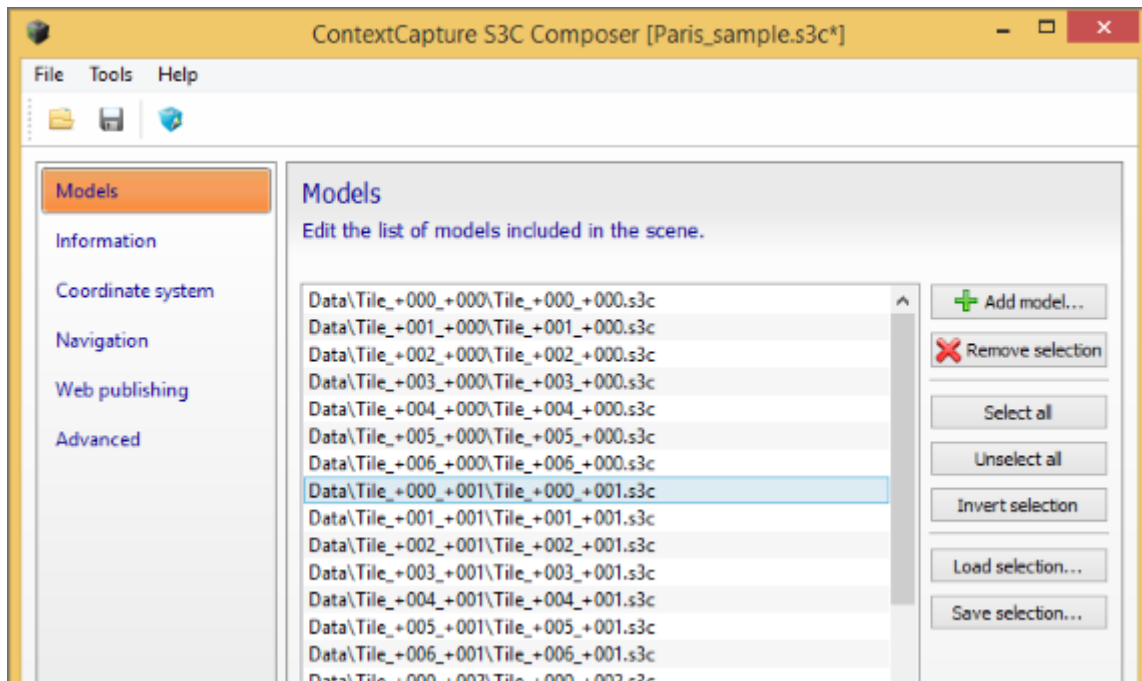 ContextCapture S3C Composer [Paris_sample.s3c*]
File Tools Help
Models
Information
Coordinate system
Navigation
Web publishing
Advanced
Models
Edit the list of models included in the scene.
Data\Tile_+000_+000\Tile_+000_+000.s3c
Data\Tile_+001_+000\Tile_+001_+000.s3c
Data\Tile_+002_+000\Tile_+002_+000.s3c
Data\Tile_+003_+000\Tile_+003_+000.s3c
Data\Tile_+004_+000\Tile_+004_+000.s3c
Data\Tile_+005_+000\Tile_+005_+000.s3c
Data\Tile_+006_+000\Tile_+006_+000.s3c
Data\Tile_+000_+001\Tile_+000_+001.s3c
Data\Tile_+001_+001\Tile_+001_+001.s3c
Data\Tile_+002_+001\Tile_+002_+001.s3c
Data\Tile_+003_+001\Tile_+003_+001.s3c
Data\Tile_+004_+001\Tile_+004_+001.s3c
Data\Tile_+005_+001\Tile_+005_+001.s3c
Data\Tile_+006_+001\Tile_+006_+001.s3c
Data\Tile_+000_+002\Tile_+000_+002.s3c
Add model...
Remove selection
Select all
Unselect all
Invert selection
Load selection...
Save selection...